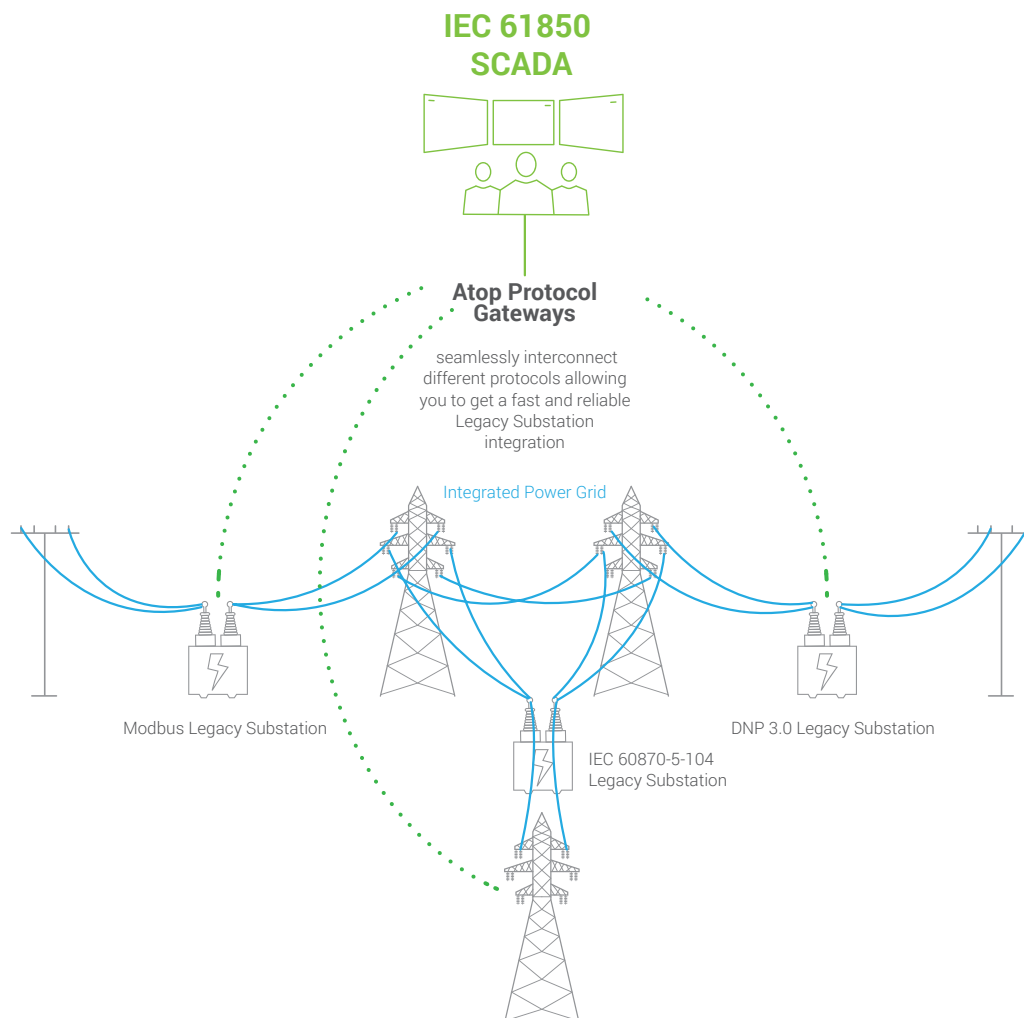 IEC 61850
SCADA
Atop Protocol
Gateways
seamlessly interconnect
different protocols allowing
you to get a fast and reliable
Legacy Substation
integration
Integrated Power Grid
Modbus Legacy Substation
DNP 3.0 Legacy Substation
IEC 60870-5-104
Legacy Substation